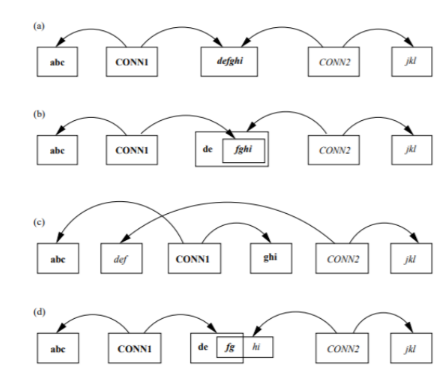 (a)
abc CONN1 defghi CONN2 jkl
(b)
abc CONN1 de fghi CONN2 jkl
(c)
abc def CONN1 ghi CONN2 jkl
(d)
abc CONN1 de fg hi CONN2 jkl